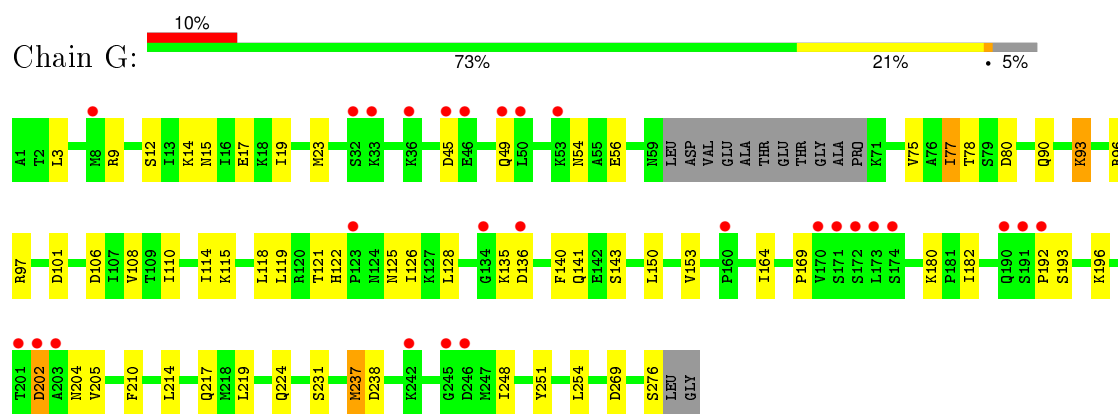 10%
Chain G:
73% 21% • 5%
A1 T2 L3 M8 R9 S12 I13 K14 N15 I16 E17 K18 I19 M23 S32 K33 K36 D45 E46 Q49 L50 K53 N54 A55 E56 N59 LEU ASP VAL GLU ALA THR GLU THR GLY ALA PRO K71 V75 A76 I77 T78 S79 D80 Q90 K93 R96
R97 D101 D106 I107 V108 T109 I110 I114 K115 L118 L119 R120 T121 H122 P123 N124 N125 I126 K127 L128 G134 K135 D136 F140 Q141 E142 S143 L150 V153 P160 I164 P169 V170 S171 S172 L173 S174 K180 P181 I182 Q190 S191 P192 S193 K196
T201 D202 A203 N204 V205 F210 L214 Q217 M218 L219 Q224 S231 M237 D238 K242 G245 D246 M247 I248 Y251 L254 D269 S276 LEU GLY